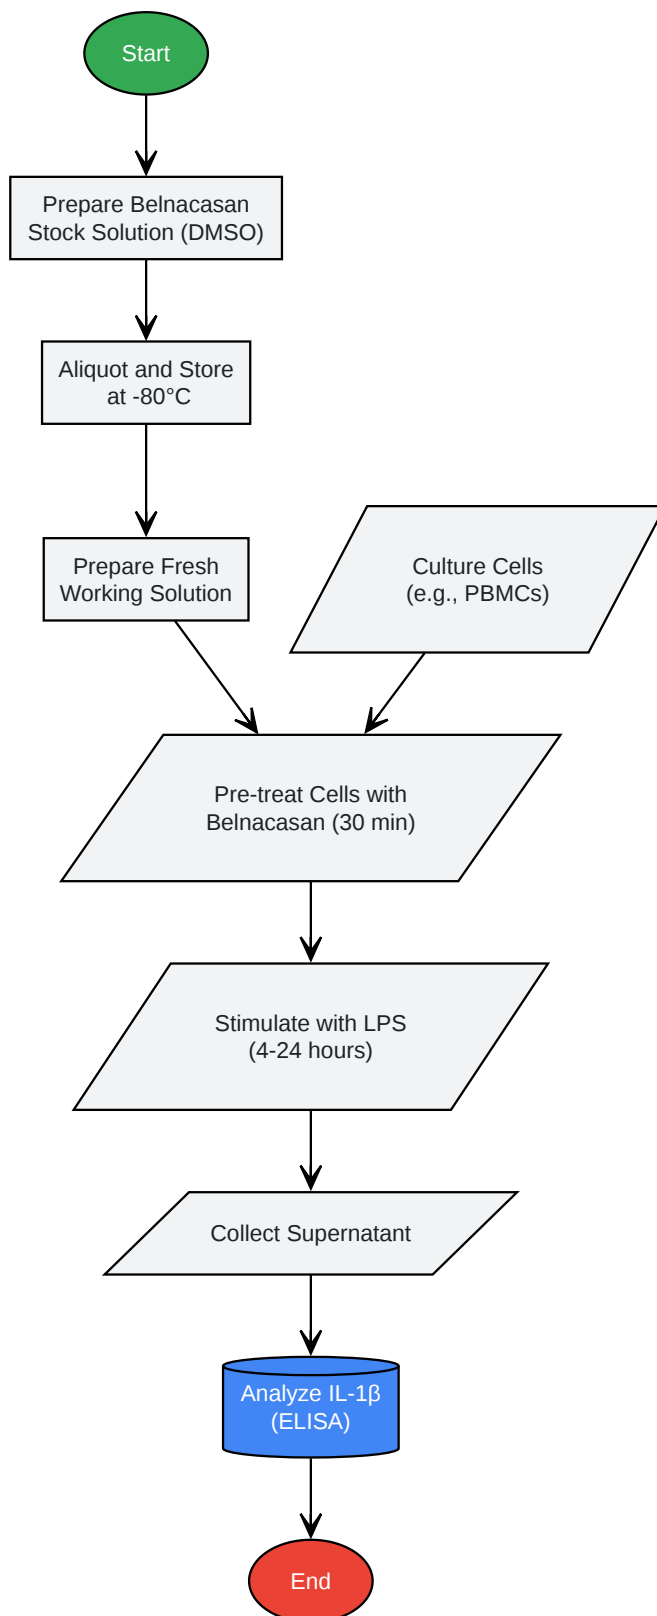 Start
Prepare Belnacasan
Stock Solution (DMSO)
Aliquot and Store
at -80°C
Prepare Fresh
Working Solution
Culture Cells
(e.g., PBMCs)
Pre-treat Cells with
Belnacasan (30 min)
Stimulate with LPS
(4-24 hours)
Collect Supernatant
Analyze IL-1β
(ELISA)
End